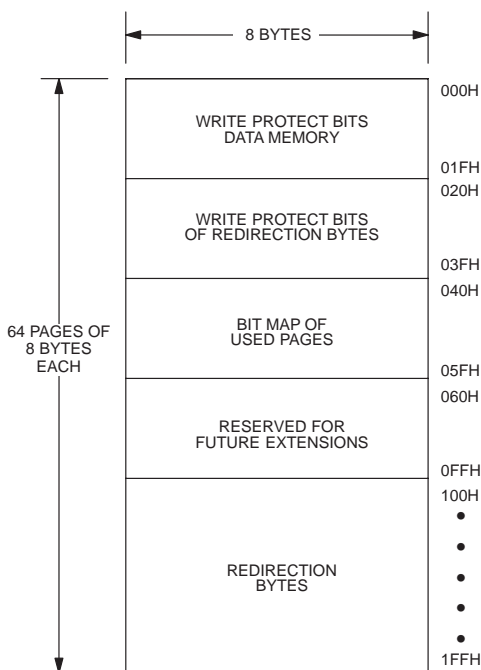 8 BYTES
000H
WRITE PROTECT BITS
DATA MEMORY
01FH
020H
WRITE PROTECT BITS
OF REDIRECTION BYTES
03FH
040H
64 PAGES OF
8 BYTES
EACH
BIT MAP OF
USED PAGES
05FH
060H
RESERVED FOR
FUTURE EXTENSIONS
0FFH
100H
REDIRECTION
BYTES
1FFH